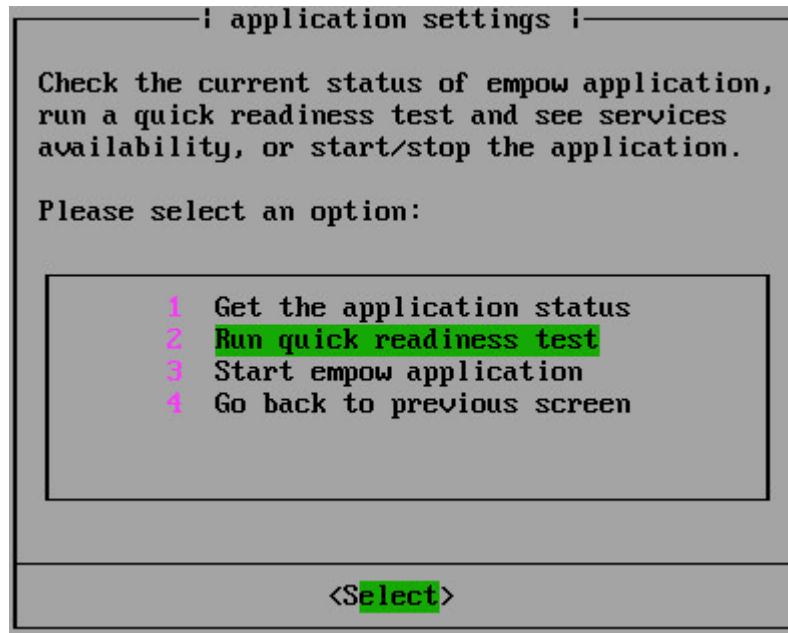 application settings
Check the current status of empow application,
run a quick readiness test and see services
availability, or start/stop the application.
Please select an option:
1 Get the application status
2 Run quick readiness test
3 Start empow application
4 Go back to previous screen
<Select>